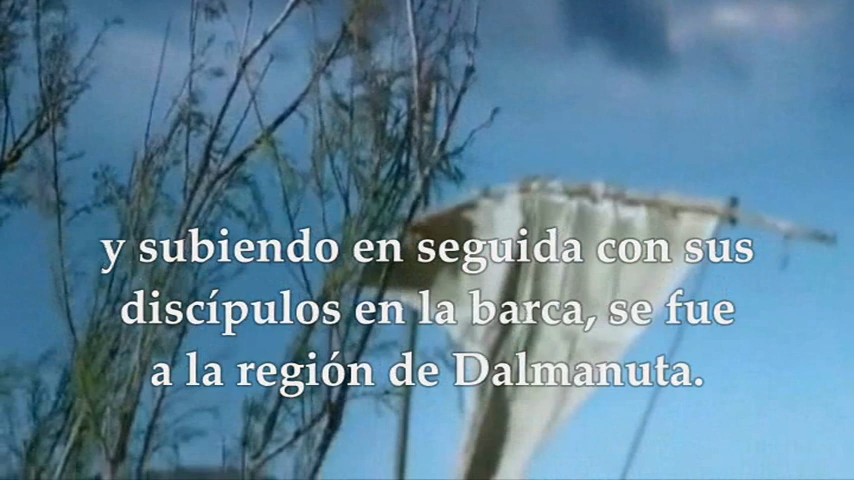 y subiendo en seguida con sus
discípulos en la barca, se fue
a la región de Dalmanuta.